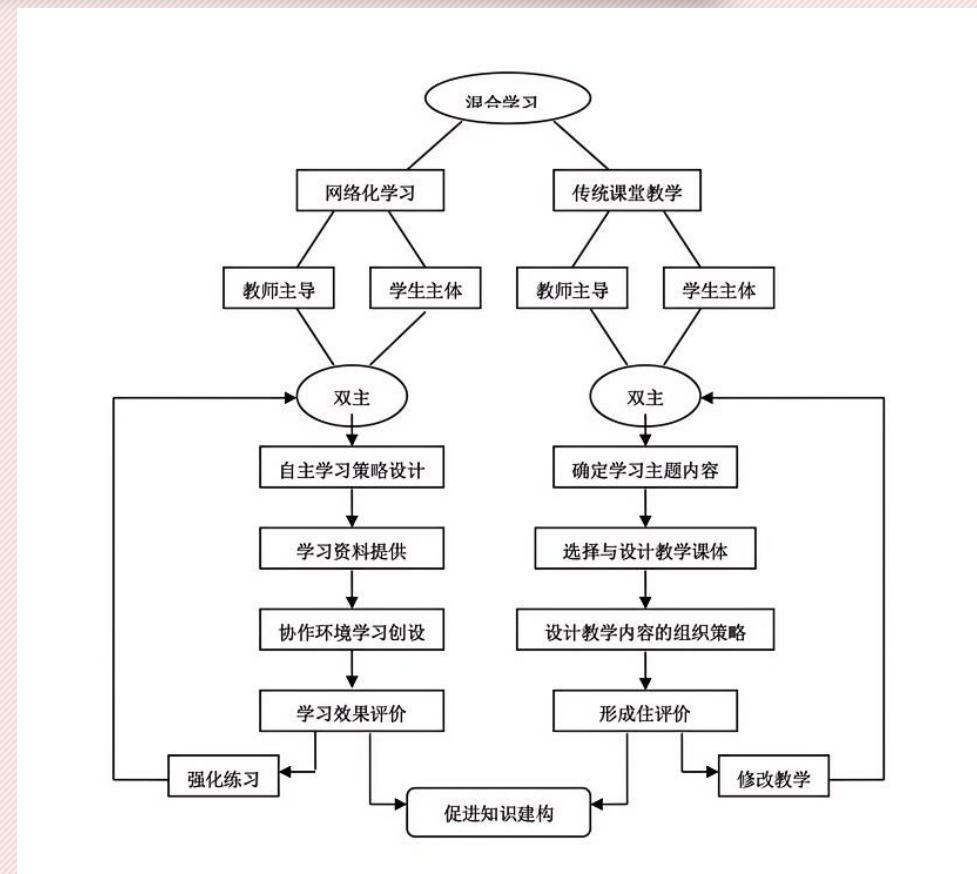 混合学习
网络化学习
传统课堂教学
教师主导
学生主体
教师主导
学生主体
双主
双主
自主学习策略设计
确定学习主题内容
学习资料提供
选择与设计教学课体
协作环境学习创设
设计教学内容的组织策略
学习效果评价
形成住评价
强化练习
修改教学
促进知识建构